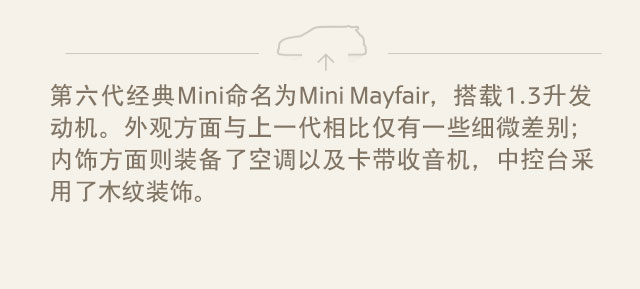 第六代经典Mini命名为Mini Mayfair，搭载1.3升发
动机。外观方面与上一代相比仅有一些细微差别；
内饰方面则装备了空调以及卡带收音机，中控台采
用了木纹装饰。